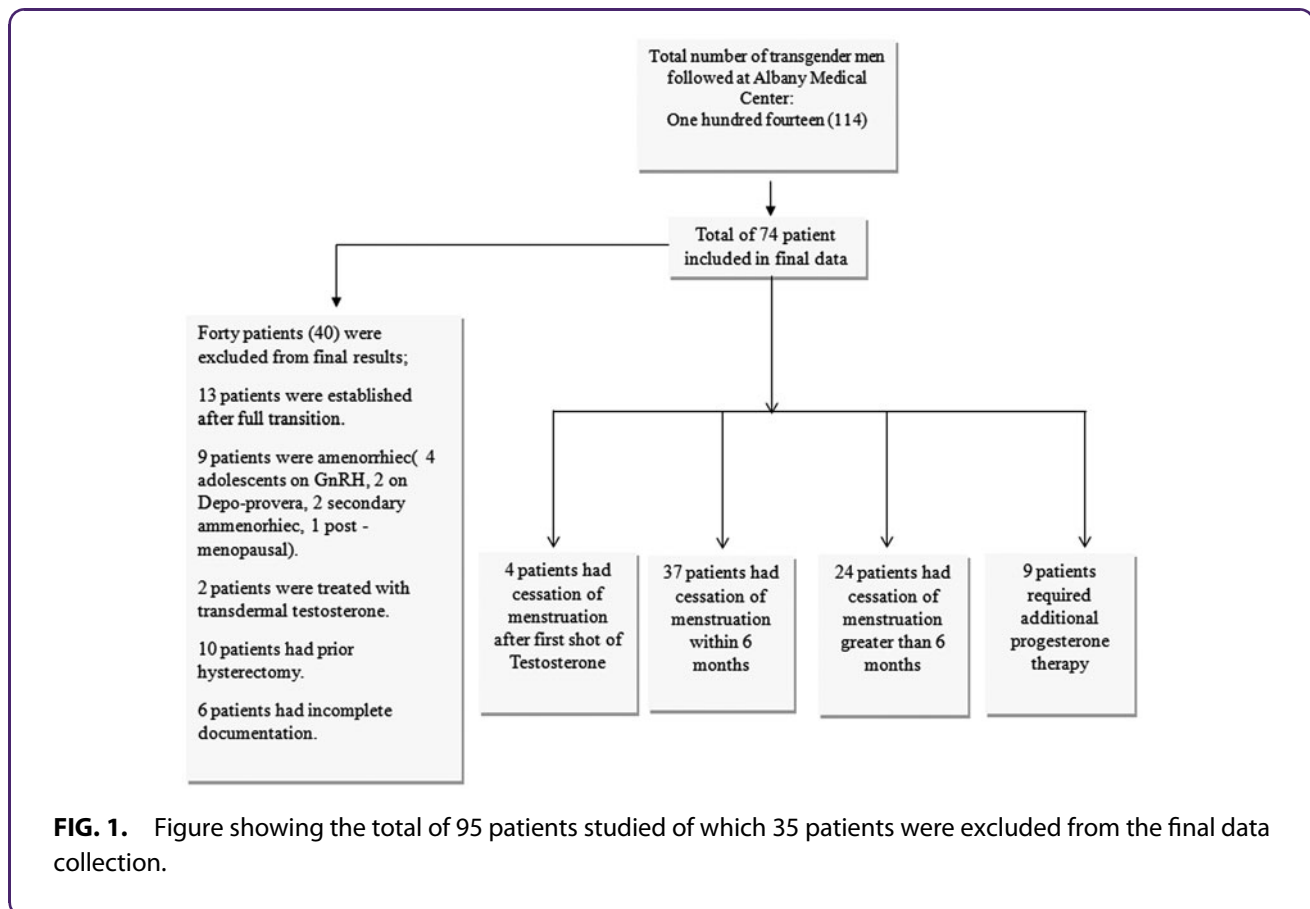 Total number of transgender men
followed at Albany Medical
Center:
One hundred fourteen (114)
Total of 74 patient
included in final data
Forty patients (40) were
excluded from final results;
13 patients were established
after full transition.
9 patients were amenorrhiec( 4
adolescents on GnRH, 2 on
Depo-provera, 2 secondary
ammenorhiec, 1 post -
menopausal).
2 patients were treated with
transdermal testosterone.
10 patients had prior
hysterectomy.
6 patients had incomplete
documentation.
4 patients had
cessation of
menstruation
after first shot of
Testosterone
37 patients had
cessation of
menstruation
within 6
months
24 patients had
cessation of
menstruation
greater than 6
months
9 patients
required
additional
progesterone
therapy
FIG. 1. Figure showing the total of 95 patients studied of which 35 patients were excluded from the final data
collection.